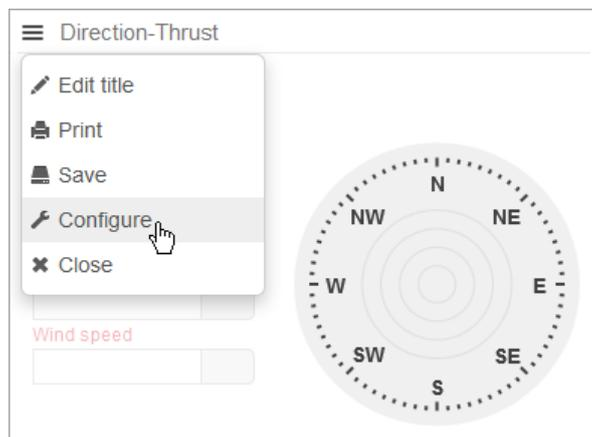 Direction-Thrust
Edit title
Print
Save
Configure
Close
Wind speed
N
NW
NE
W
E
SW
SE
S